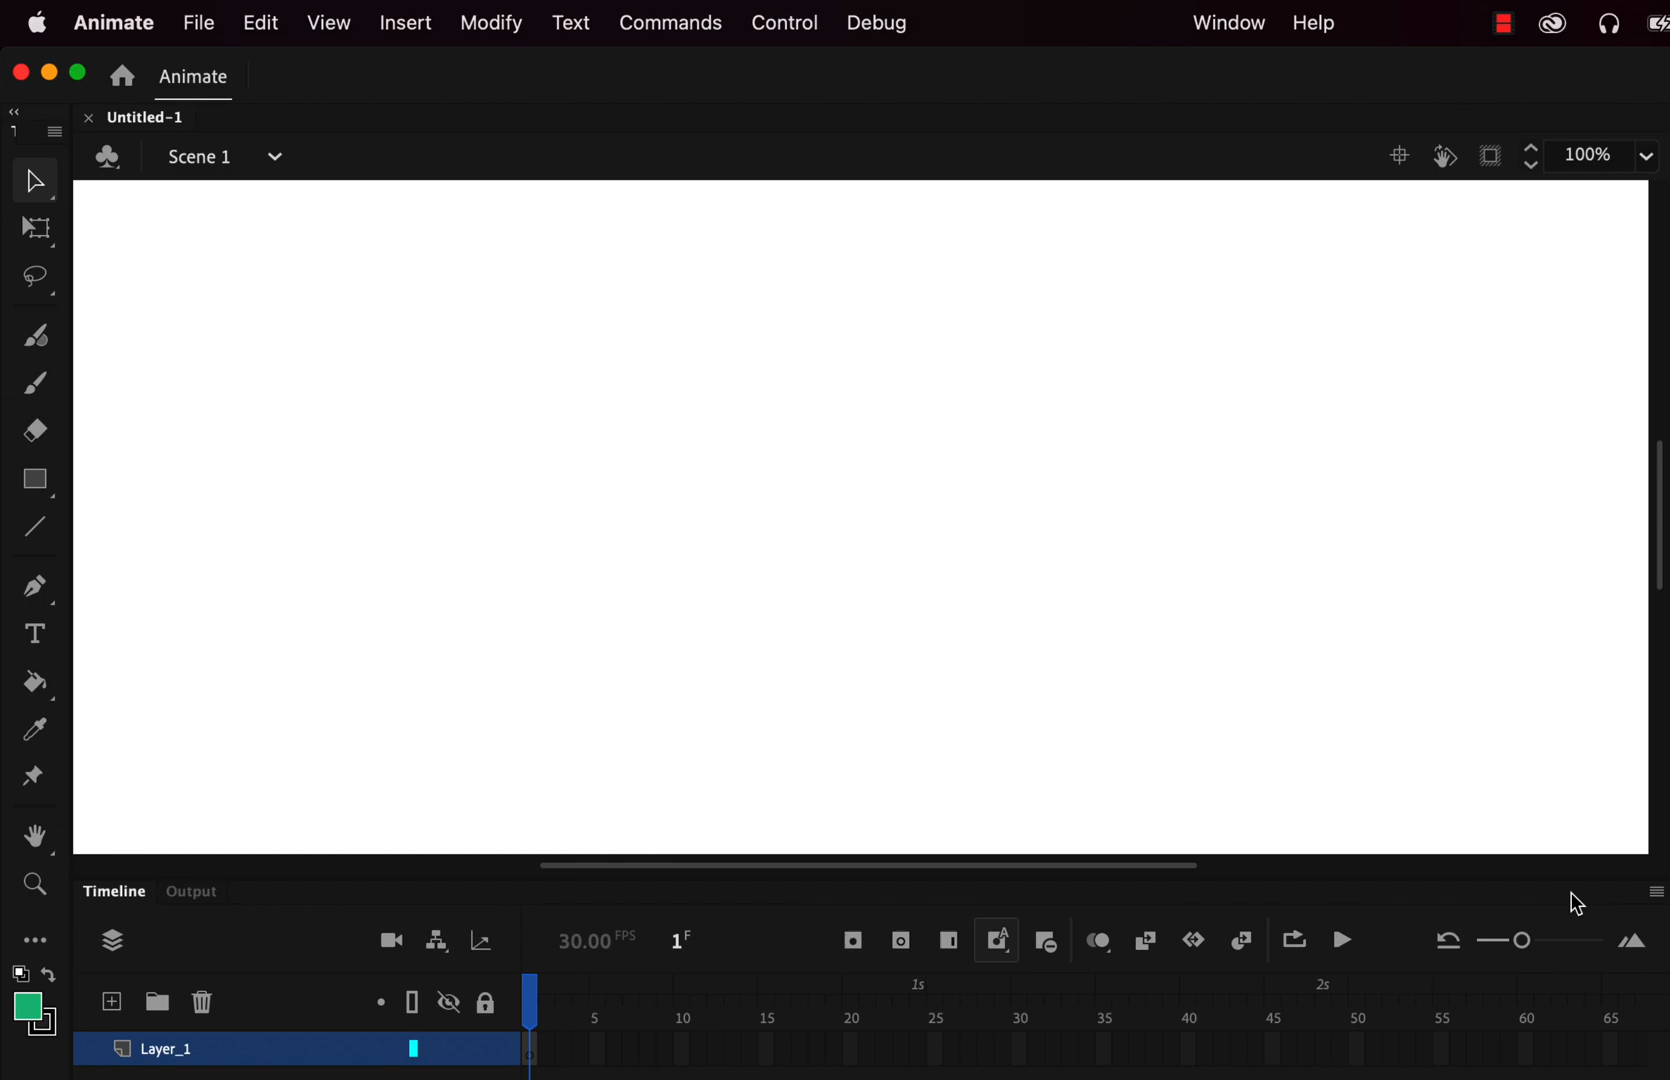 Animate File Edit View Insert Modify Text Commands Control Debug Window Help
Animate
Untitled-1
Scene 1 100%
Timeline Output
30.00 FPS 1 F
1s 2s
5 10 15 20 25 30 35 40 45 50 55 60 65
Layer_1